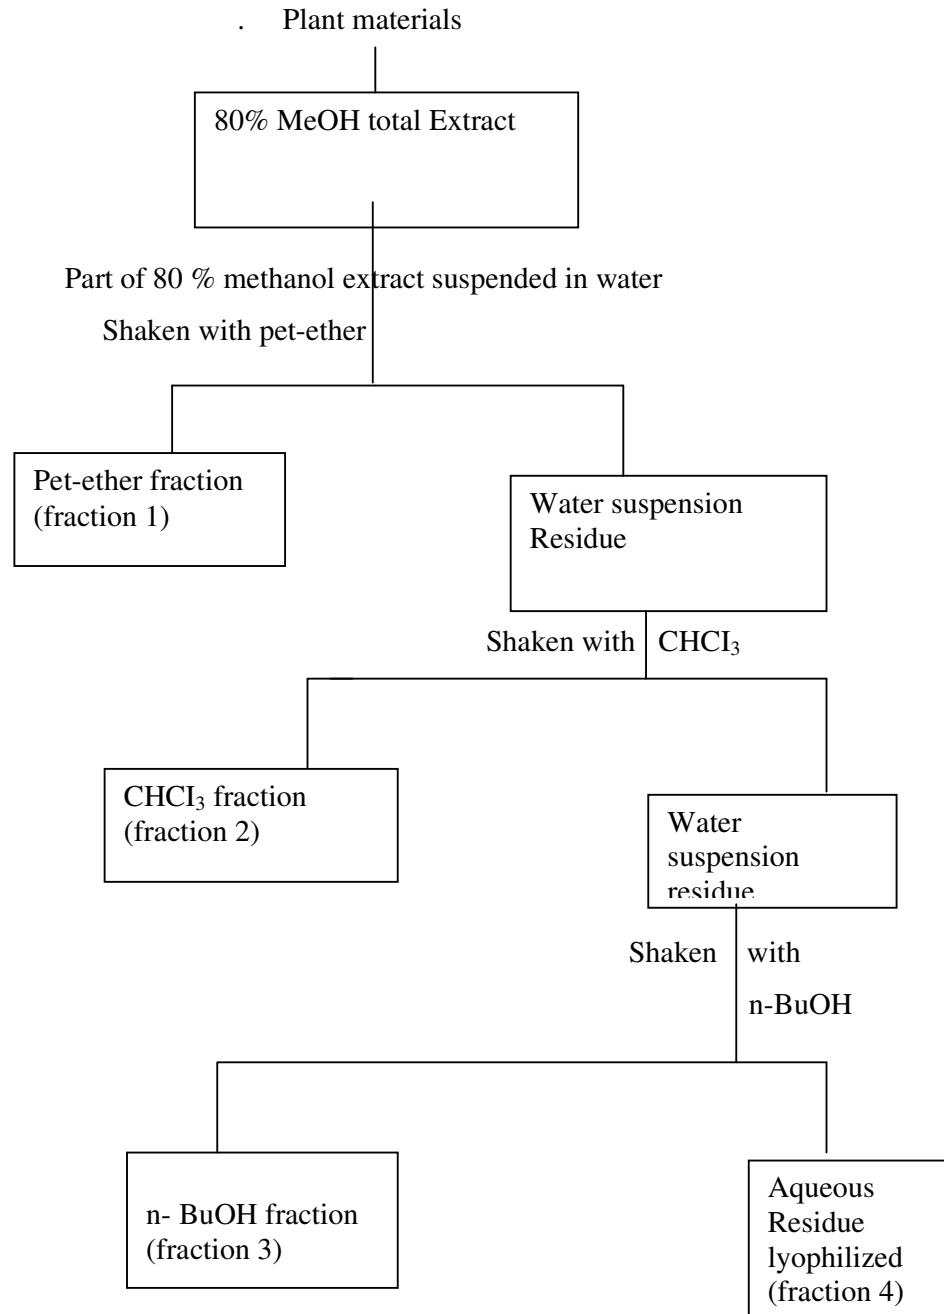 . Plant materials
80% MeOH total Extract
Part of 80 % methanol extract suspended in water
Shaken with pet-ether
Pet-ether fraction
(fraction 1)
Water suspension
Residue
Shaken with CHCI₃
CHCI₃ fraction
(fraction 2)
Water
suspension
residue
Shaken with
n-BuOH
n- BuOH fraction
(fraction 3)
Aqueous
Residue
lyophilized
(fraction 4)